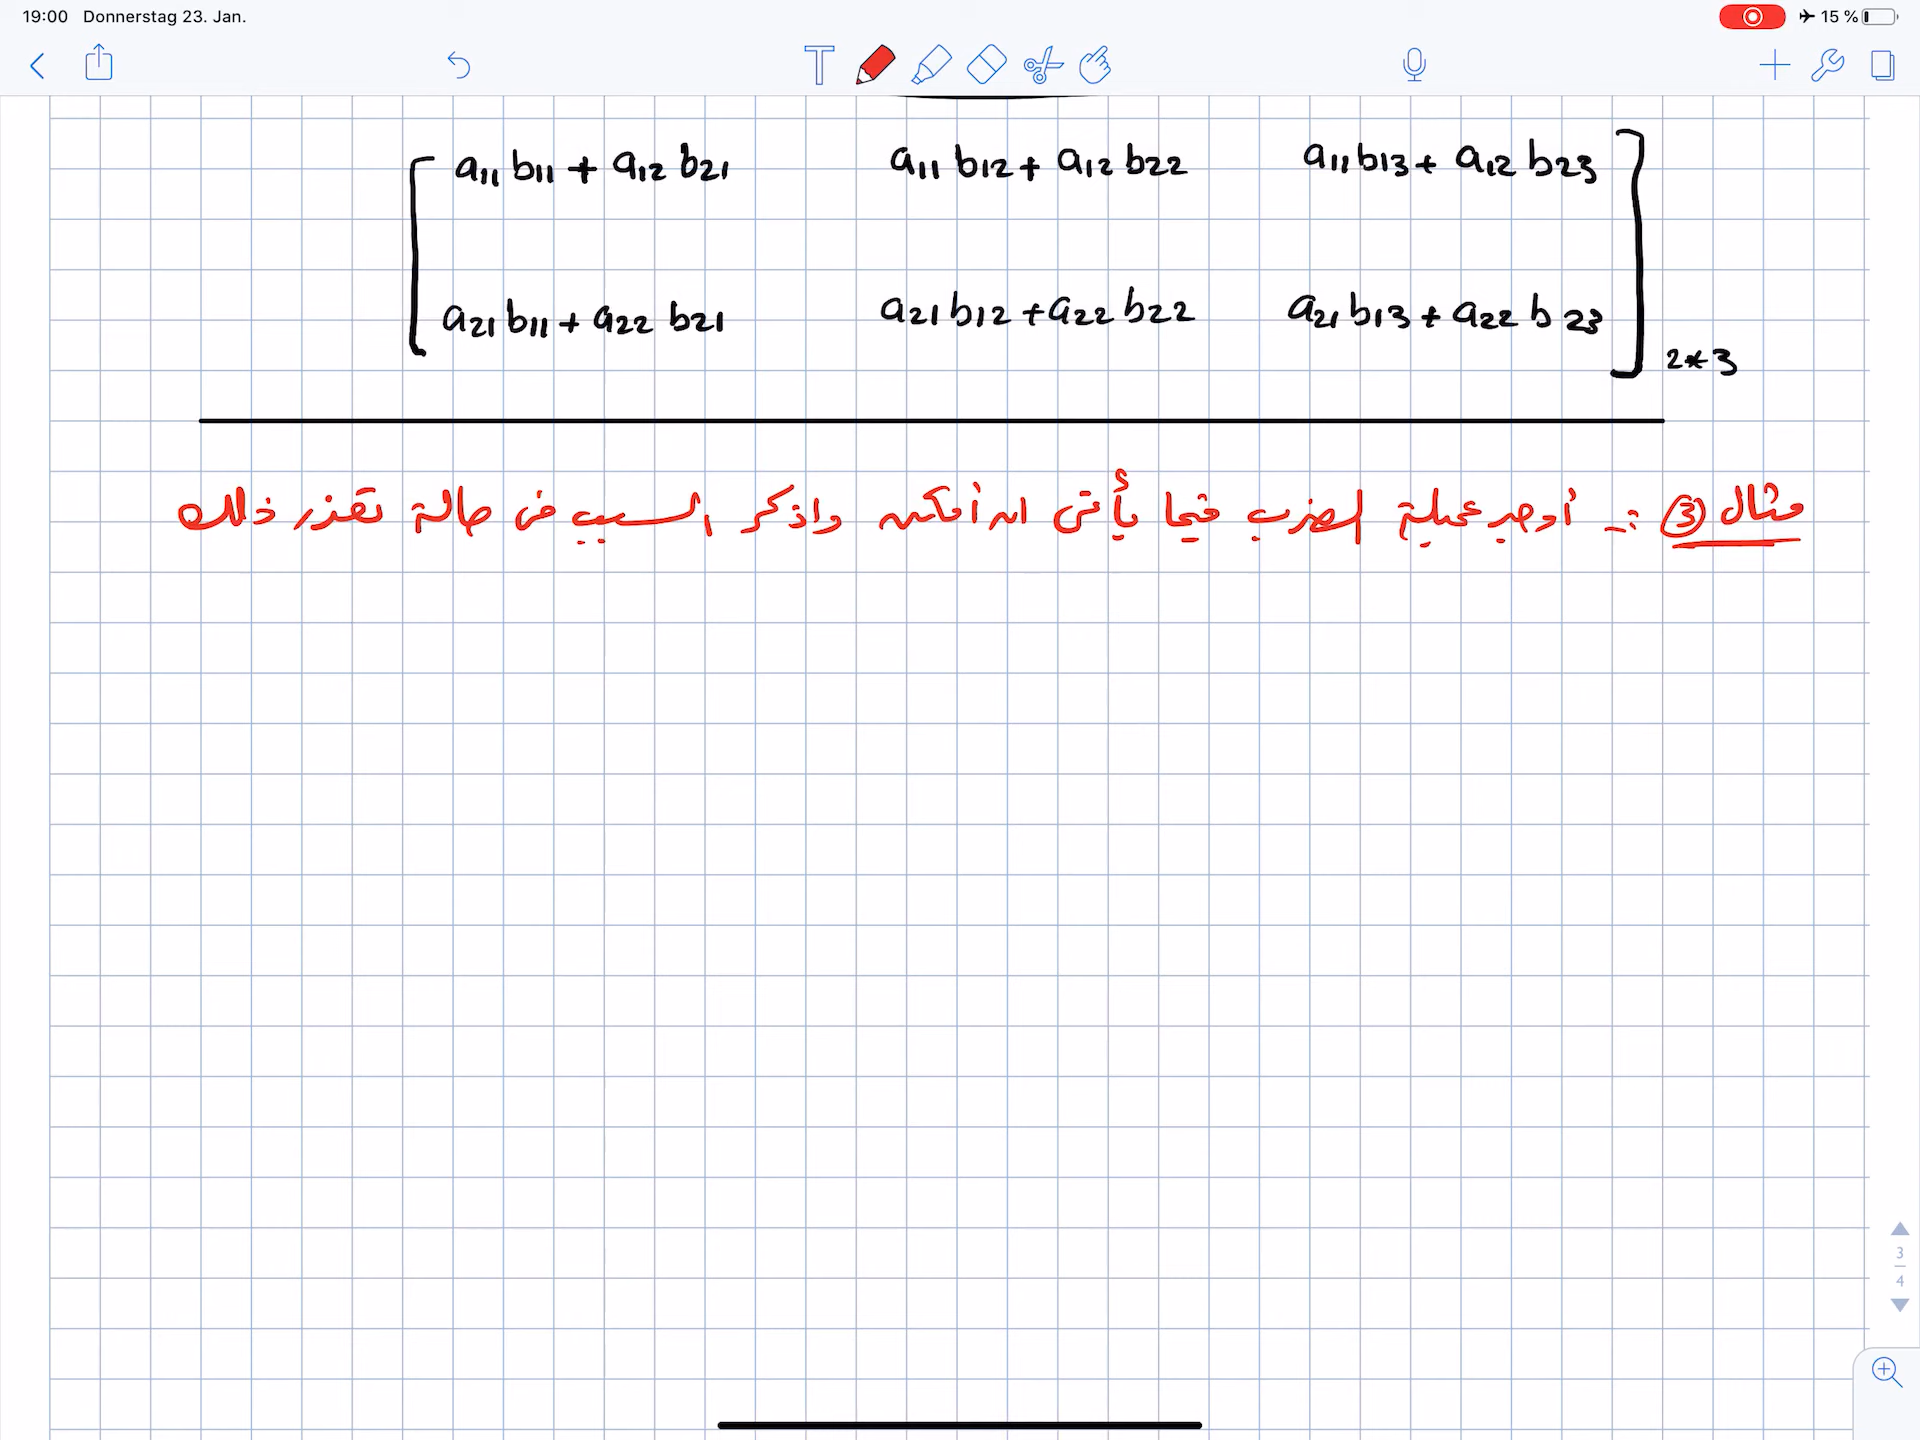 19:00 Donnerstag 23. Jan. 15 %
a11 b11 + a12 b21 a11 b12 + a12 b22 a11 b13 + a12 b23
a21 b11 + a22 b21 a21 b12 + a22 b22 a21 b13 + a22 b23
2*3
مثال (3) :- أوجد عملية الضرب فيما يأتى ان أمكن واذكر السبب فى حالة تعذر ذلك
3
4